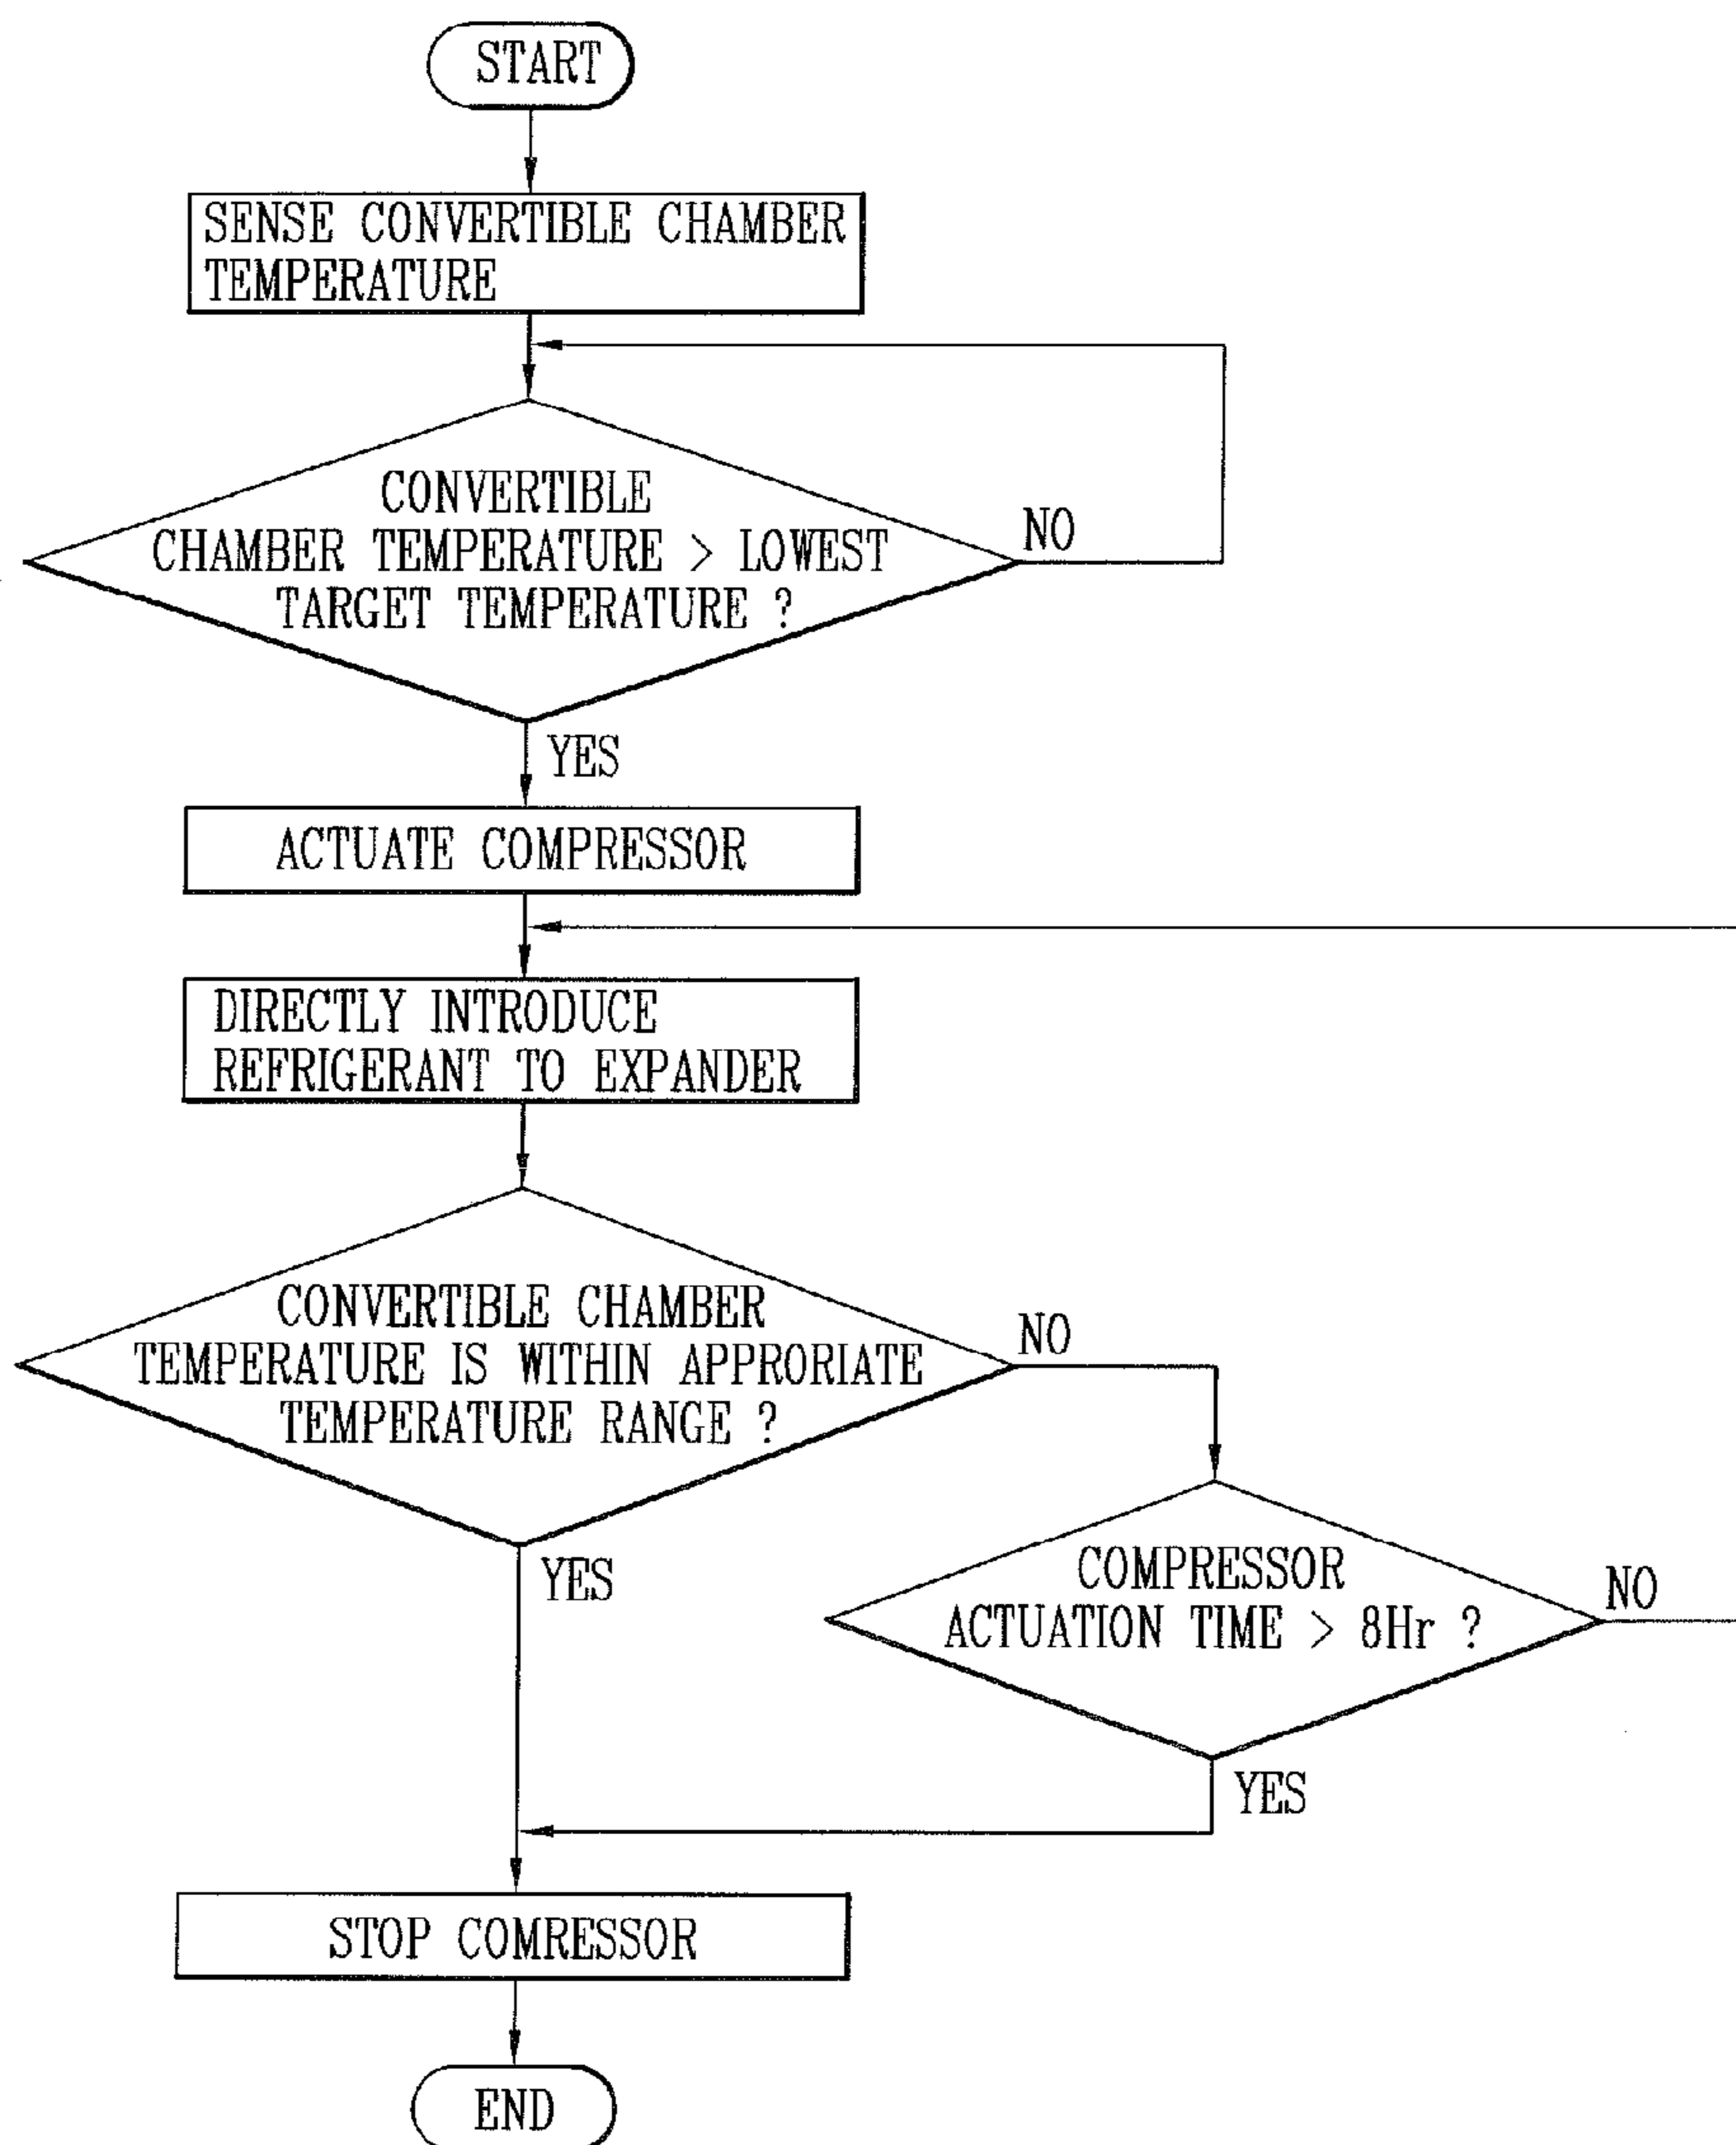 START
SENSE CONVERTIBLE CHAMBER
TEMPERATURE
CONVERTIBLE
CHAMBER TEMPERATURE > LOWEST
TARGET TEMPERATURE ?
NO
YES
ACTUATE COMPRESSOR
DIRECTLY INTRODUCE
REFRIGERANT TO EXPANDER
CONVERTIBLE CHAMBER
TEMPERATURE IS WITHIN APPRORIATE
TEMPERATURE RANGE ?
NO
YES
COMPRESSOR
ACTUATION TIME > 8Hr ?
NO
YES
STOP COMRESSOR
END